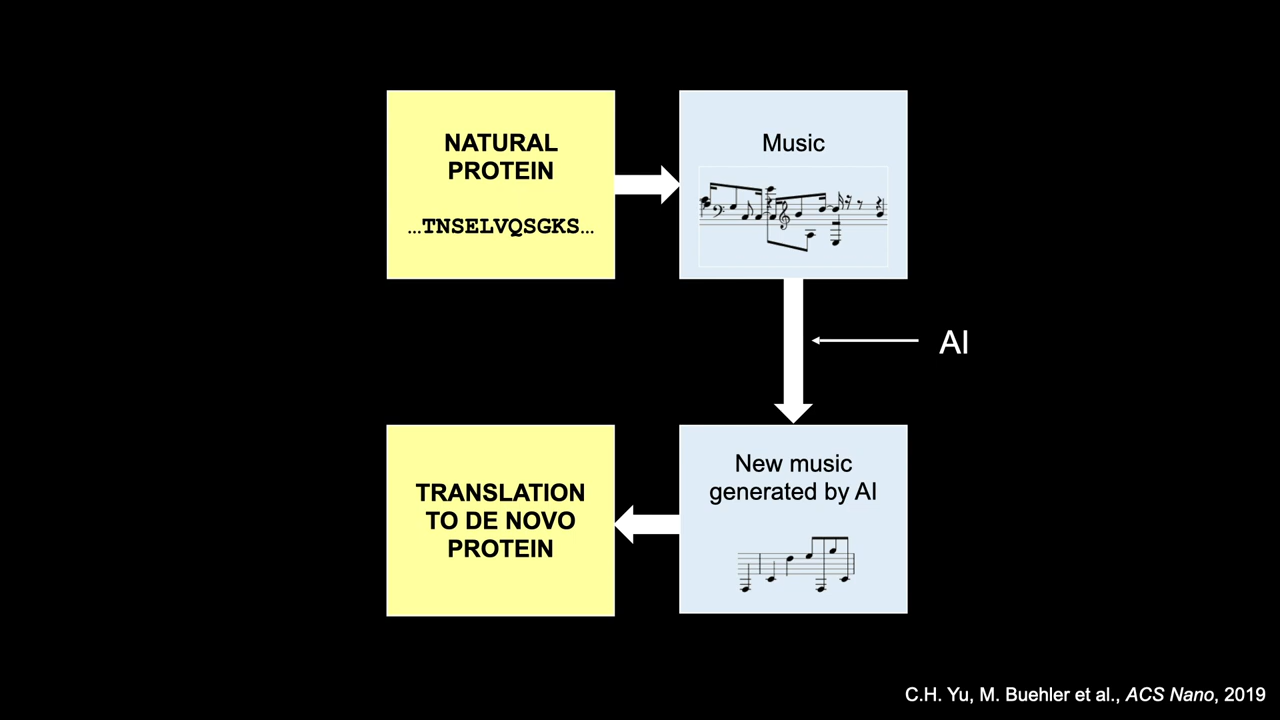 NATURAL
PROTEIN
...TNSELVQSGKS...
Music
AI
New music
generated by AI
TRANSLATION
TO DE NOVO
PROTEIN
C.H. Yu, M. Buehler et al., ACS Nano, 2019